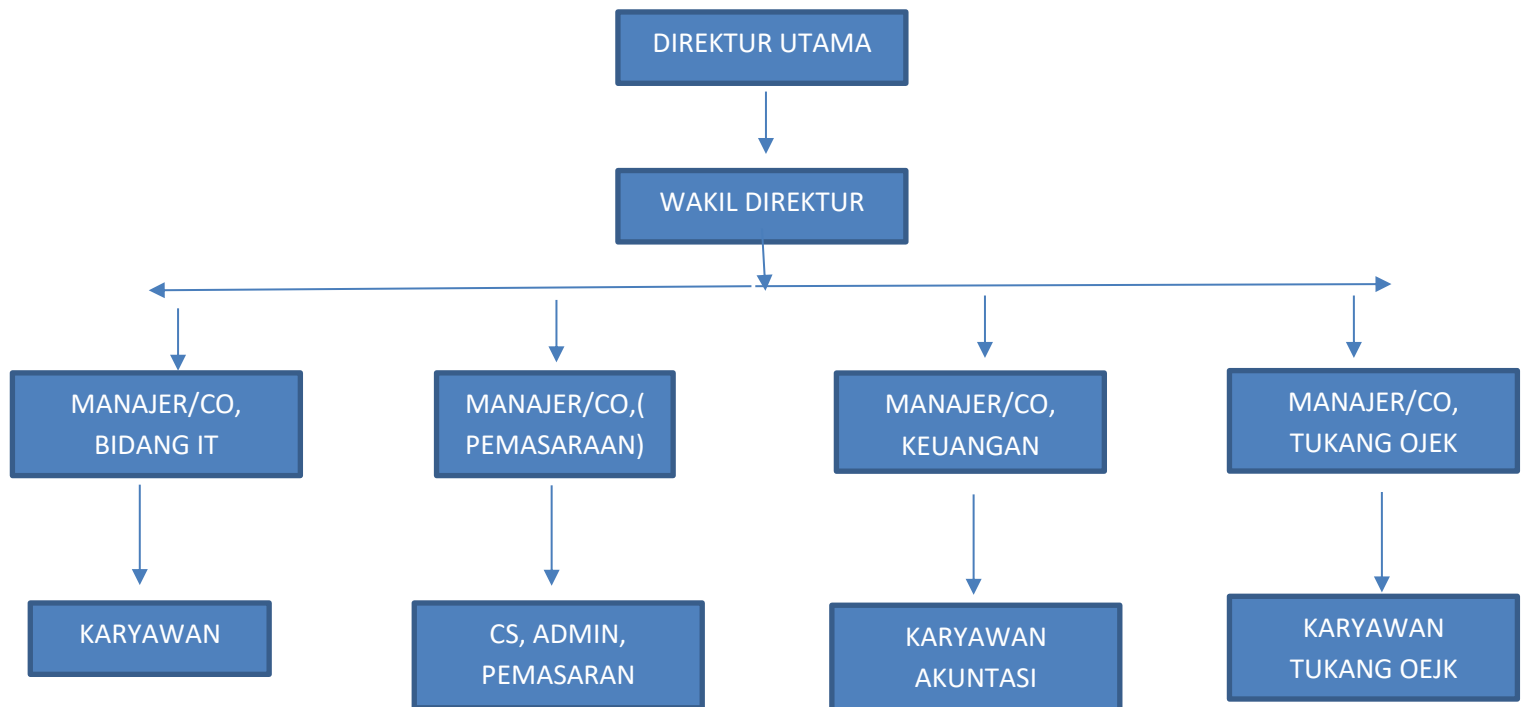 DIREKTUR UTAMA
WAKIL DIREKTUR
MANAJER/CO,
BIDANG IT
MANAJER/CO,(
PEMASARAAN)
MANAJER/CO,
KEUANGAN
MANAJER/CO,
TUKANG OJEK
KARYAWAN
CS, ADMIN,
PEMASARAN
KARYAWAN
AKUNTASI
KARYAWAN
TUKANG OEJK